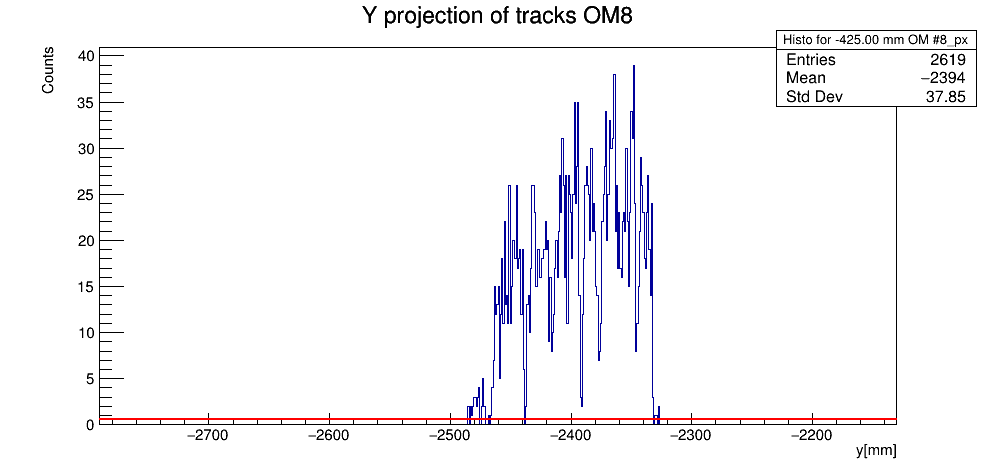 Y projection of tracks OM8
Histo for -425.00 mm OM #8_px
Entries 2619
Mean −2394
Std Dev 37.85
Counts
40
35
30
25
20
15
10
5
0
−2700 −2600 −2500 −2400 −2300 −2200
y[mm]